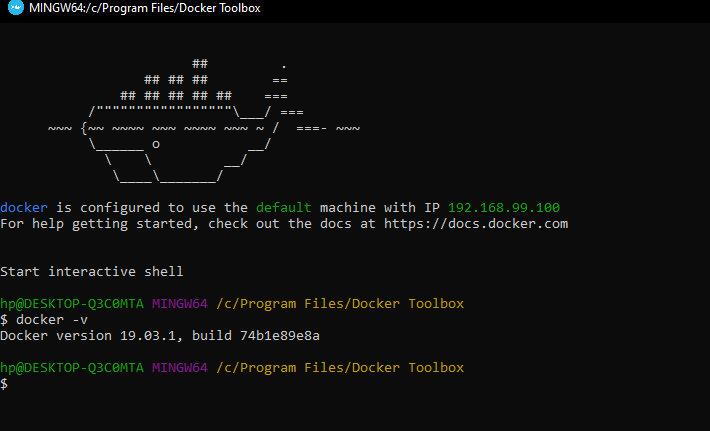 MINGW64:/c/Program Files/Docker Toolbox
##         .
## ## ##        ==
## ## ## ## ##    ===
/"""""""""""""""""\___/ ===
~~~ {~~ ~~~~ ~~~ ~~~~ ~~~ ~ /  ===- ~~~
\______ o           __/
\    \         __/
\____\_______/
docker is configured to use the default machine with IP 192.168.99.100
For help getting started, check out the docs at https://docs.docker.com
Start interactive shell
hp@DESKTOP-Q3C0MTA MINGW64 /c/Program Files/Docker Toolbox
$ docker -v
Docker version 19.03.1, build 74b1e89e8a
hp@DESKTOP-Q3C0MTA MINGW64 /c/Program Files/Docker Toolbox
$